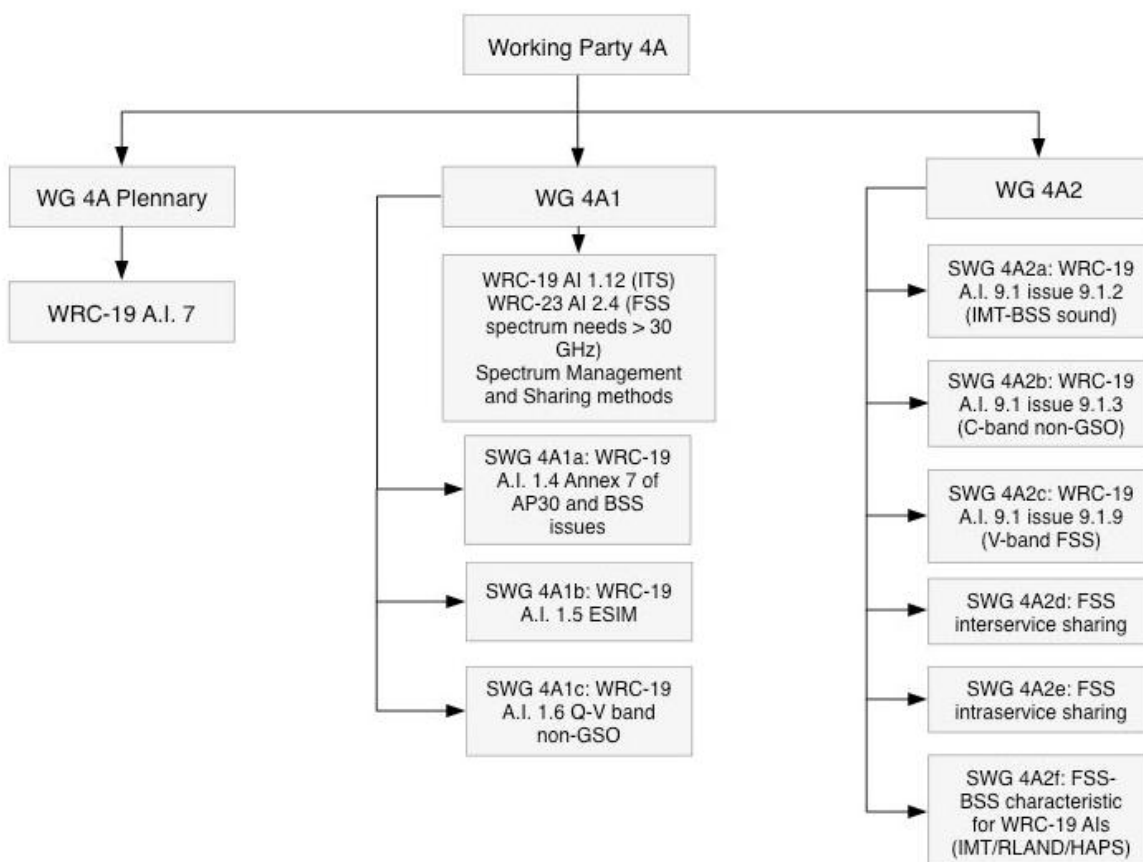 Working Party 4A
WG 4A Plennary
WRC-19 A.I. 7
WG 4A1
WRC-19 AI 1.12 (ITS)
WRC-23 AI 2.4 (FSS
spectrum needs > 30
GHz)
Spectrum Management
and Sharing methods
SWG 4A1a: WRC-19
A.I. 1.4 Annex 7 of
AP30 and BSS
issues
SWG 4A1b: WRC-19
A.I. 1.5 ESIM
SWG 4A1c: WRC-19
A.I. 1.6 Q-V band
non-GSO
WG 4A2
SWG 4A2a: WRC-19
A.I. 9.1 issue 9.1.2
(IMT-BSS sound)
SWG 4A2b: WRC-19
A.I. 9.1 issue 9.1.3
(C-band non-GSO)
SWG 4A2c: WRC-19
A.I. 9.1 issue 9.1.9
(V-band FSS)
SWG 4A2d: FSS
interservice sharing
SWG 4A2e: FSS
intraservice sharing
SWG 4A2f: FSS-
BSS characteristic
for WRC-19 AIs
(IMT/RLAND/HAPS)